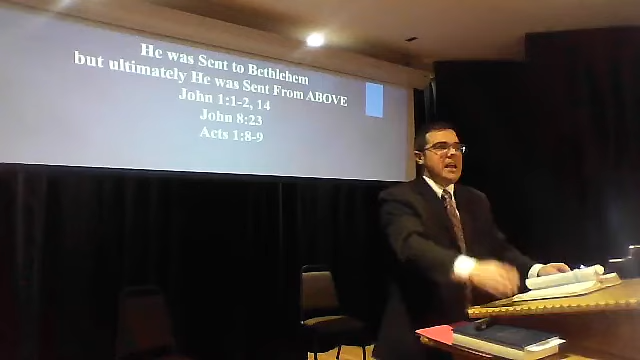 He was Sent to Bethlehem
but ultimately He was Sent From ABOVE
John 1:1-2, 14
John 8:23
Acts 1:8-9